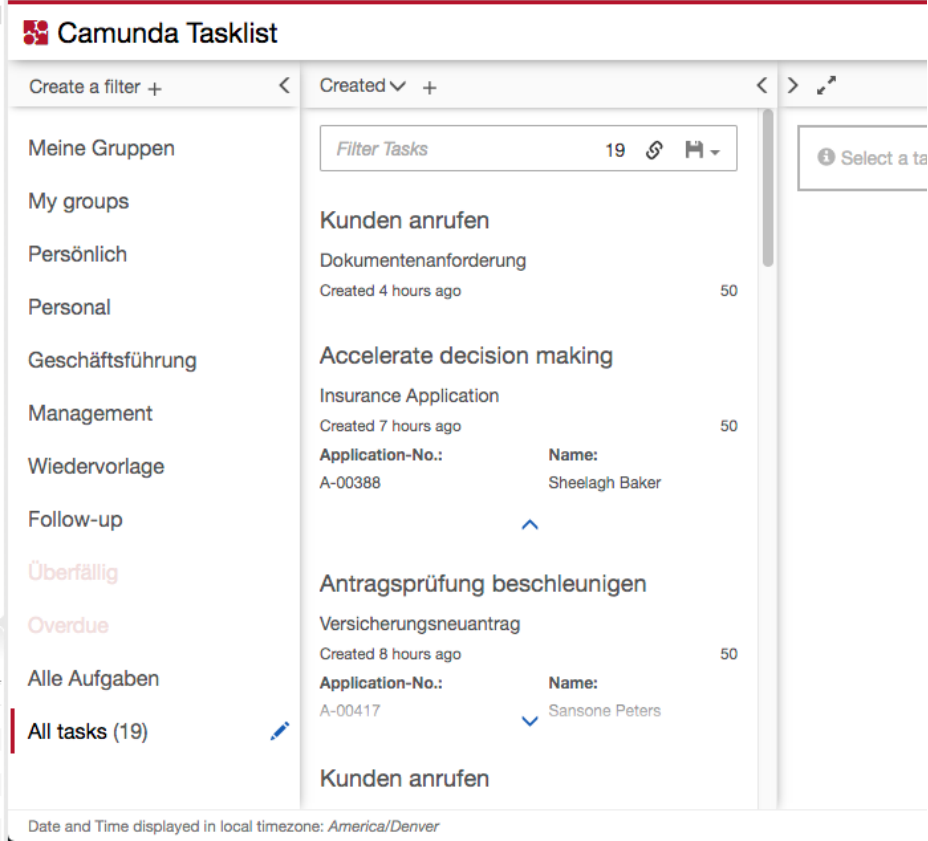 Camunda Tasklist
Create a filter +
Created +
Meine Gruppen
My groups
Persönlich
Personal
Geschäftsführung
Management
Wiedervorlage
Follow-up
Überfällig
Overdue
Alle Aufgaben
All tasks (19)
Filter Tasks 19
Kunden anrufen
Dokumentenanforderung
Created 4 hours ago 50
Accelerate decision making
Insurance Application
Created 7 hours ago 50
Application-No.: Name:
A-00388 Sheelagh Baker
Antragsprüfung beschleunigen
Versicherungsneuantrag
Created 8 hours ago 50
Application-No.: Name:
A-00417 Sansone Peters
Kunden anrufen
Select a ta
Date and Time displayed in local timezone: America/Denver